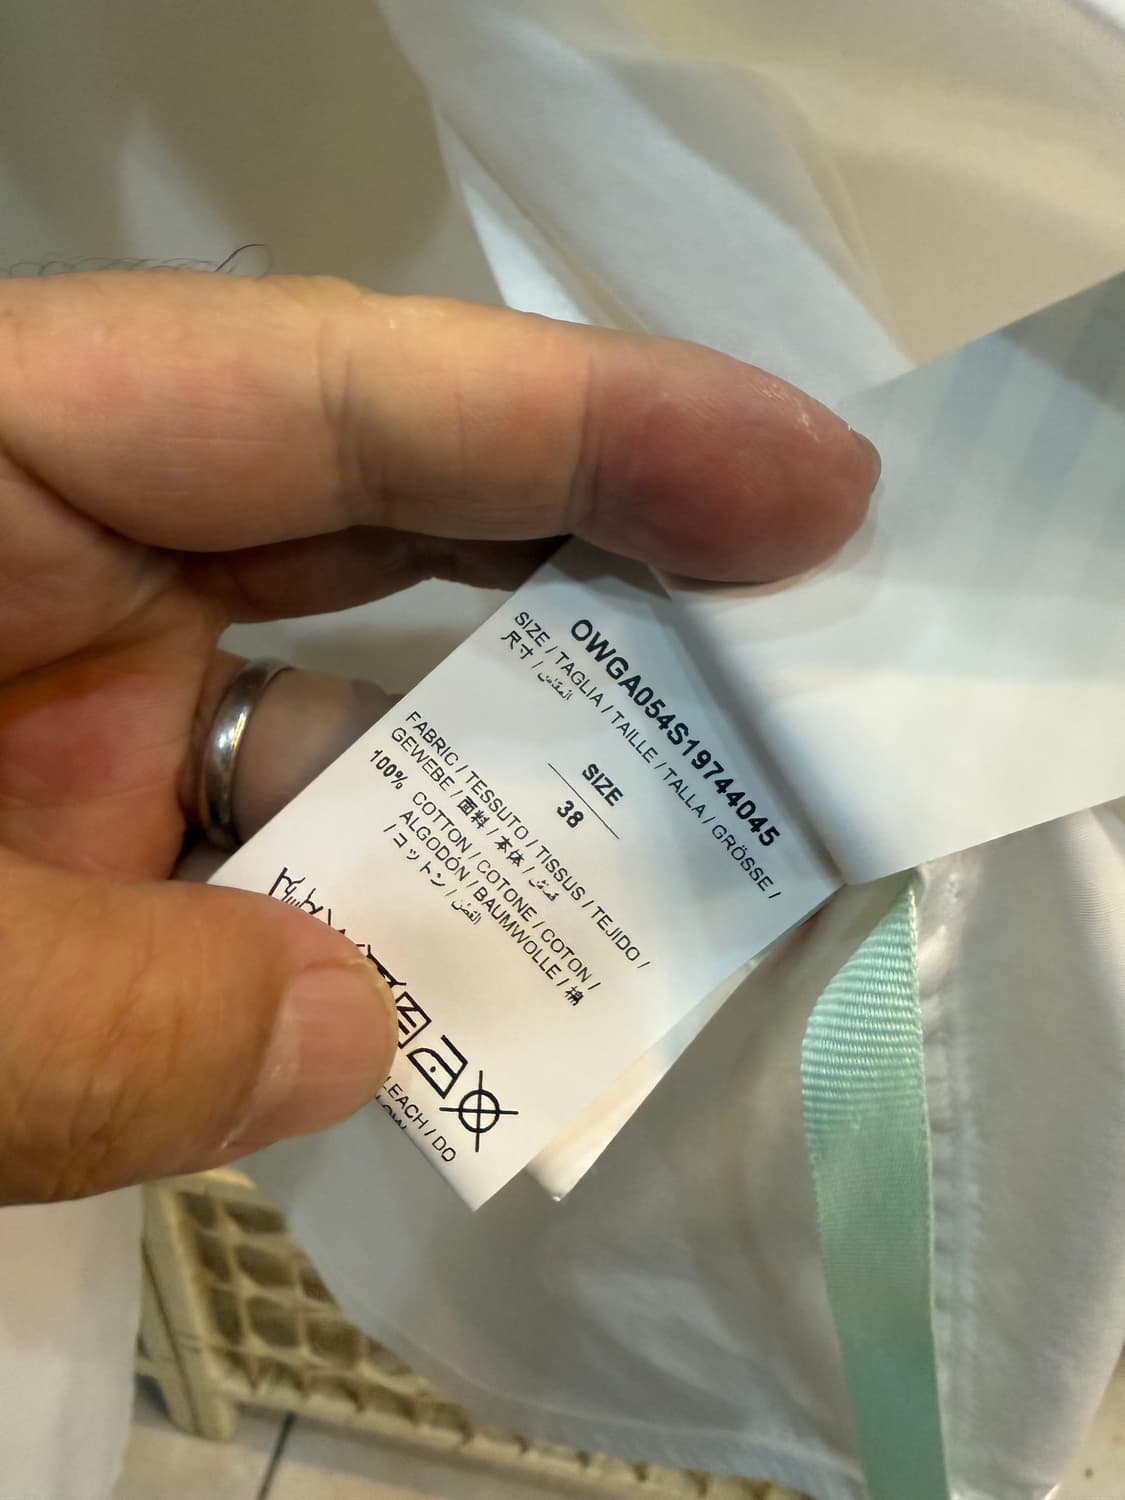 OWGA054S19744045
SIZE / TAGLIA / TAILLE / TALLA / GRÖSSE /
尺寸 / المقاس
SIZE
38
FABRIC / TESSUTO / TISSUS / TEJIDO /
GEWEBE / 面料 / 本体 / قماش
100% COTTON / COTONE / COTON /
ALGODÓN / BAUMWOLLE / 棉
/ コットン / القطن
LEACH / DO